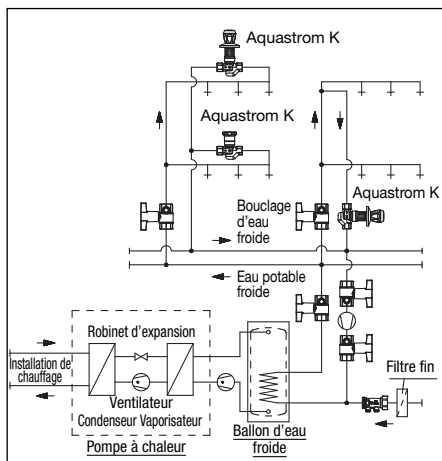 Aquastrom K
Aquastrom K
Aquastrom K
Bouclage
d'eau
froide
Eau potable
froide
Robinet d'expansion
Installation de
chauffage
Ventilateur
Condenseur Vaporisateur
Pompe à chaleur
Ballon d'eau
froide
Filtre fin